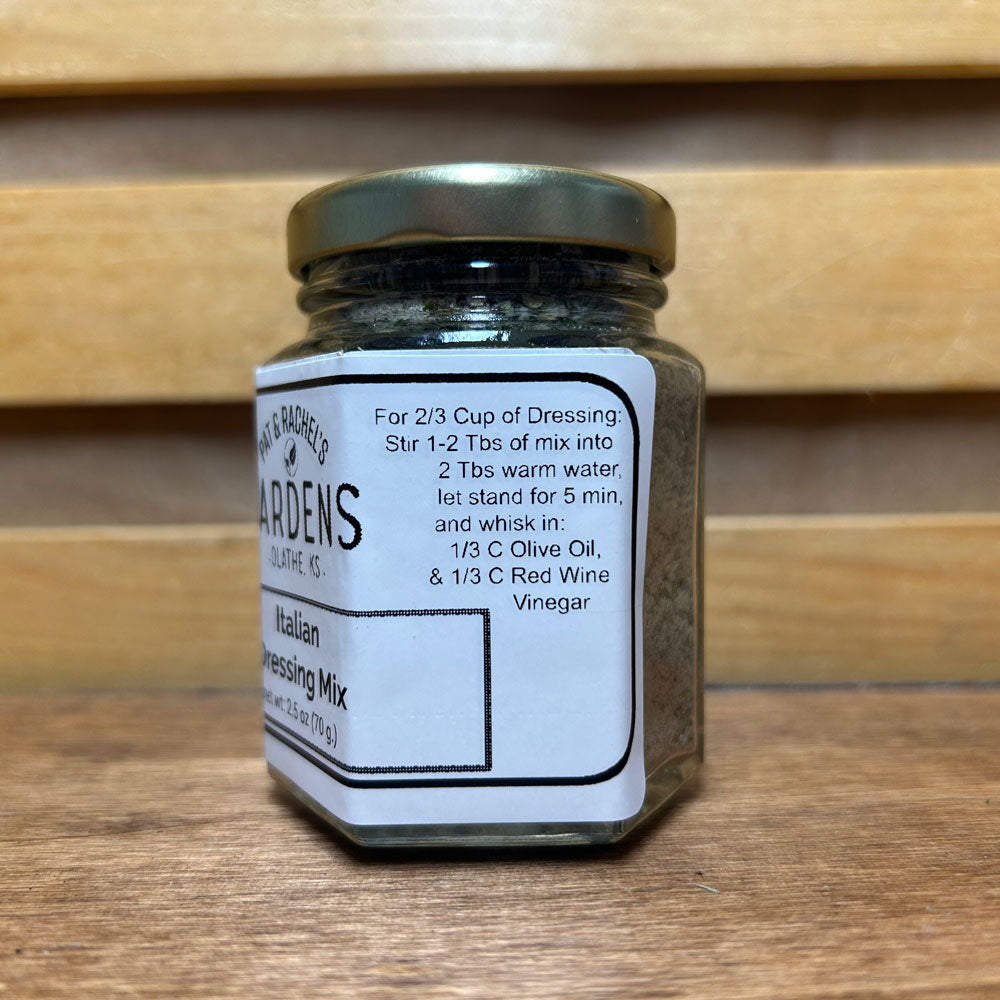 PAT & RACHEL'S
ARDENS
-OLATHE, KS-
Italian
Dressing Mix
net wt: 2.5 oz (70 g.)
For 2/3 Cup of Dressing:
Stir 1-2 Tbs of mix into
2 Tbs warm water,
let stand for 5 min,
and whisk in:
1/3 C Olive Oil,
& 1/3 C Red Wine
Vinegar